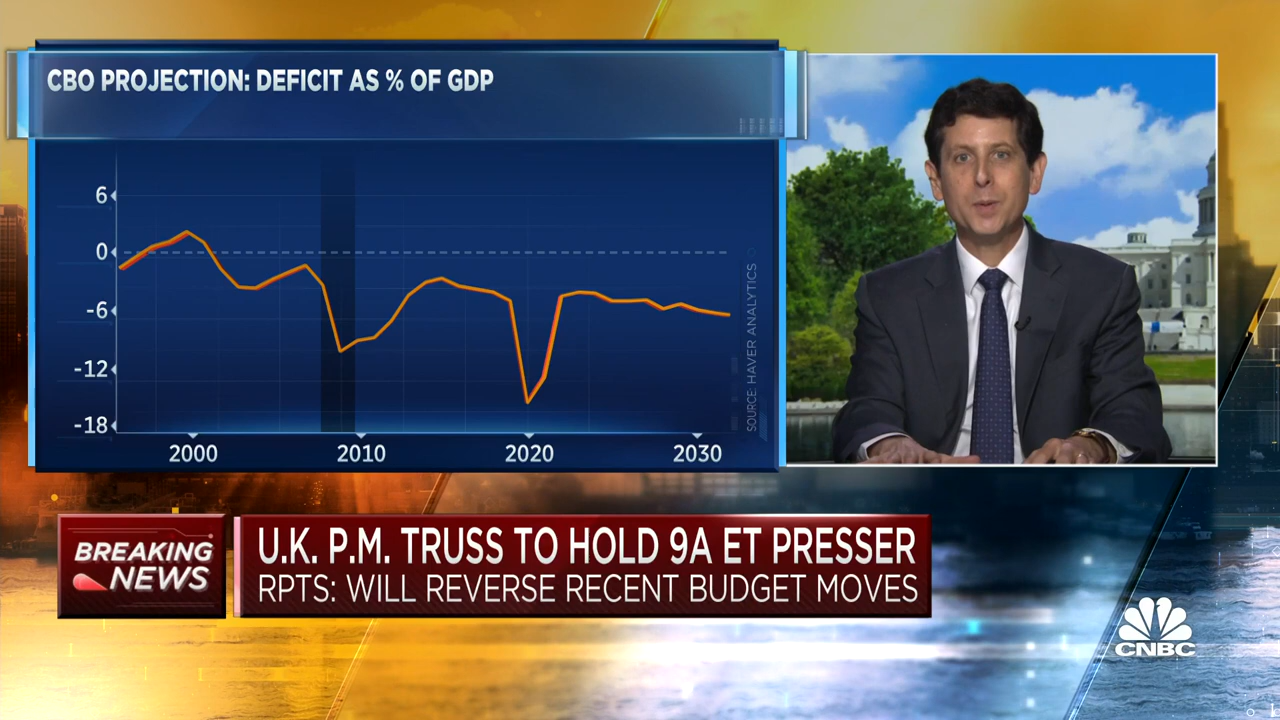 CBO PROJECTION: DEFICIT AS % OF GDP
6
0
-6
-12
-18
2000
2010
2020
2030
SOURCE: HAVER ANALYTICS
BREAKING
NEWS
U.K. P.M. TRUSS TO HOLD 9A ET PRESSER
RPTS: WILL REVERSE RECENT BUDGET MOVES
CNBC